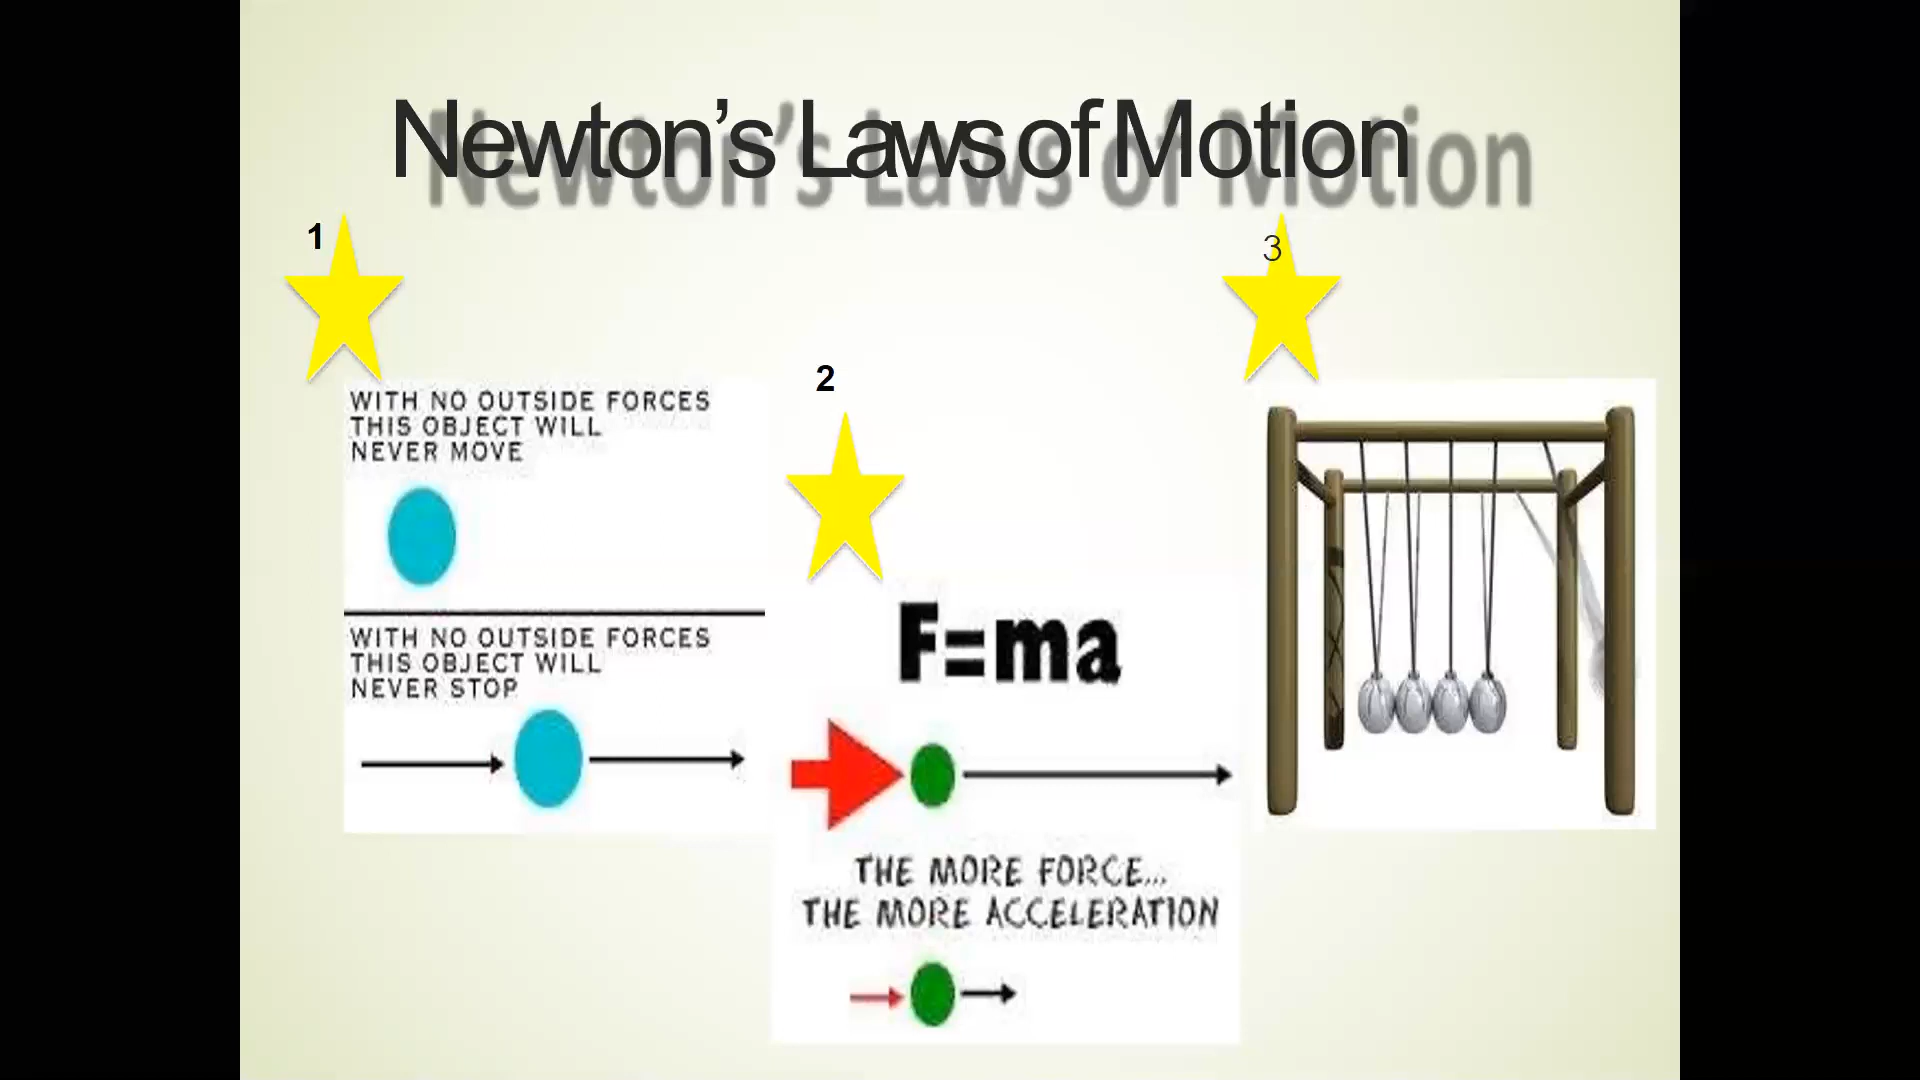 Newton’s Laws of Motion
1
WITH NO OUTSIDE FORCES
THIS OBJECT WILL
NEVER MOVE
WITH NO OUTSIDE FORCES
THIS OBJECT WILL
NEVER STOP
2
F=ma
THE MORE FORCE...
THE MORE ACCELERATION
3